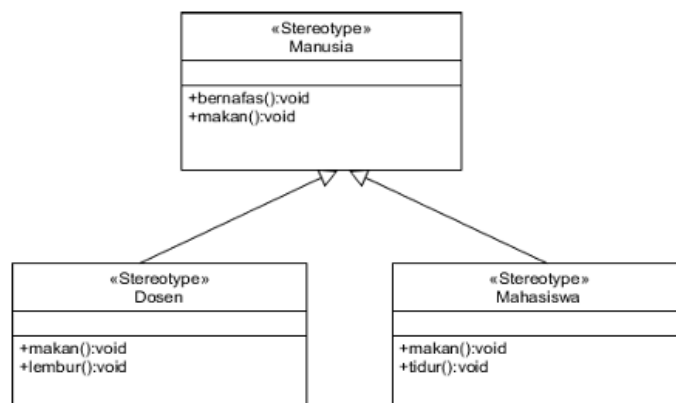 «Stereotype»
Manusia
+bernafas():void
+makan():void
«Stereotype»
Dosen
+makan():void
+lembur():void
«Stereotype»
Mahasiswa
+makan():void
+tidur():void